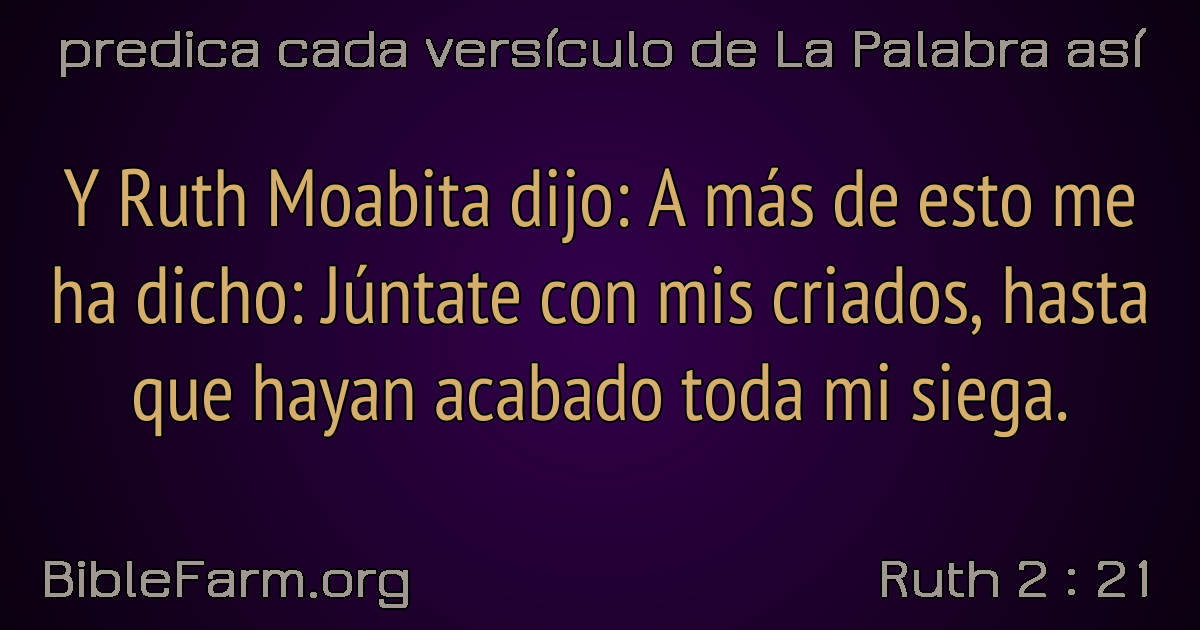 predica cada versículo de La Palabra así
Y Ruth Moabita dijo: A más de esto me
ha dicho: Júntate con mis criados, hasta
que hayan acabado toda mi siega.
BibleFarm.org
Ruth 2 : 21